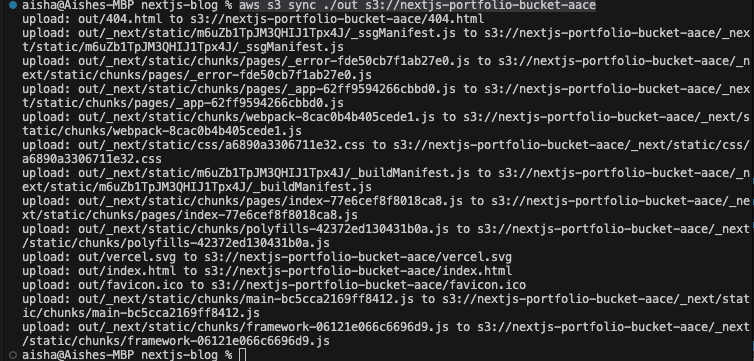 aisha@Aishes-MBP nextjs-blog % aws s3 sync ./out s3://nextjs-portfolio-bucket-aace
upload: out/404.html to s3://nextjs-portfolio-bucket-aace/404.html
upload: out/_next/static/m6uZb1TpJM3QHIJ1Tpx4J/_ssgManifest.js to s3://nextjs-portfolio-bucket-aace/_nex
t/static/m6uZb1TpJM3QHIJ1Tpx4J/_ssgManifest.js
upload: out/_next/static/chunks/pages/_error-fde50cb7f1ab27e0.js to s3://nextjs-portfolio-bucket-aace/_n
ext/static/chunks/pages/_error-fde50cb7f1ab27e0.js
upload: out/_next/static/chunks/pages/_app-62ff9594266cbbd0.js to s3://nextjs-portfolio-bucket-aace/_nex
t/static/chunks/pages/_app-62ff9594266cbbd0.js
upload: out/_next/static/chunks/webpack-8cac0b4b405cede1.js to s3://nextjs-portfolio-bucket-aace/_next/s
tatic/chunks/webpack-8cac0b4b405cede1.js
upload: out/_next/static/css/a6890a3306711e32.css to s3://nextjs-portfolio-bucket-aace/_next/static/css/
a6890a3306711e32.css
upload: out/_next/static/m6uZb1TpJM3QHIJ1Tpx4J/_buildManifest.js to s3://nextjs-portfolio-bucket-aace/_n
ext/static/m6uZb1TpJM3QHIJ1Tpx4J/_buildManifest.js
upload: out/_next/static/chunks/pages/index-77e6cef8f8018ca8.js to s3://nextjs-portfolio-bucket-aace/_ne
xt/static/chunks/pages/index-77e6cef8f8018ca8.js
upload: out/_next/static/chunks/polyfills-42372ed130431b0a.js to s3://nextjs-portfolio-bucket-aace/_next
/static/chunks/polyfills-42372ed130431b0a.js
upload: out/vercel.svg to s3://nextjs-portfolio-bucket-aace/vercel.svg
upload: out/index.html to s3://nextjs-portfolio-bucket-aace/index.html
upload: out/favicon.ico to s3://nextjs-portfolio-bucket-aace/favicon.ico
upload: out/_next/static/chunks/main-bc5cca2169ff8412.js to s3://nextjs-portfolio-bucket-aace/_next/stat
ic/chunks/main-bc5cca2169ff8412.js
upload: out/_next/static/chunks/framework-06121e066c6696d9.js to s3://nextjs-portfolio-bucket-aace/_next
/static/chunks/framework-06121e066c6696d9.js
aisha@Aishes-MBP nextjs-blog %